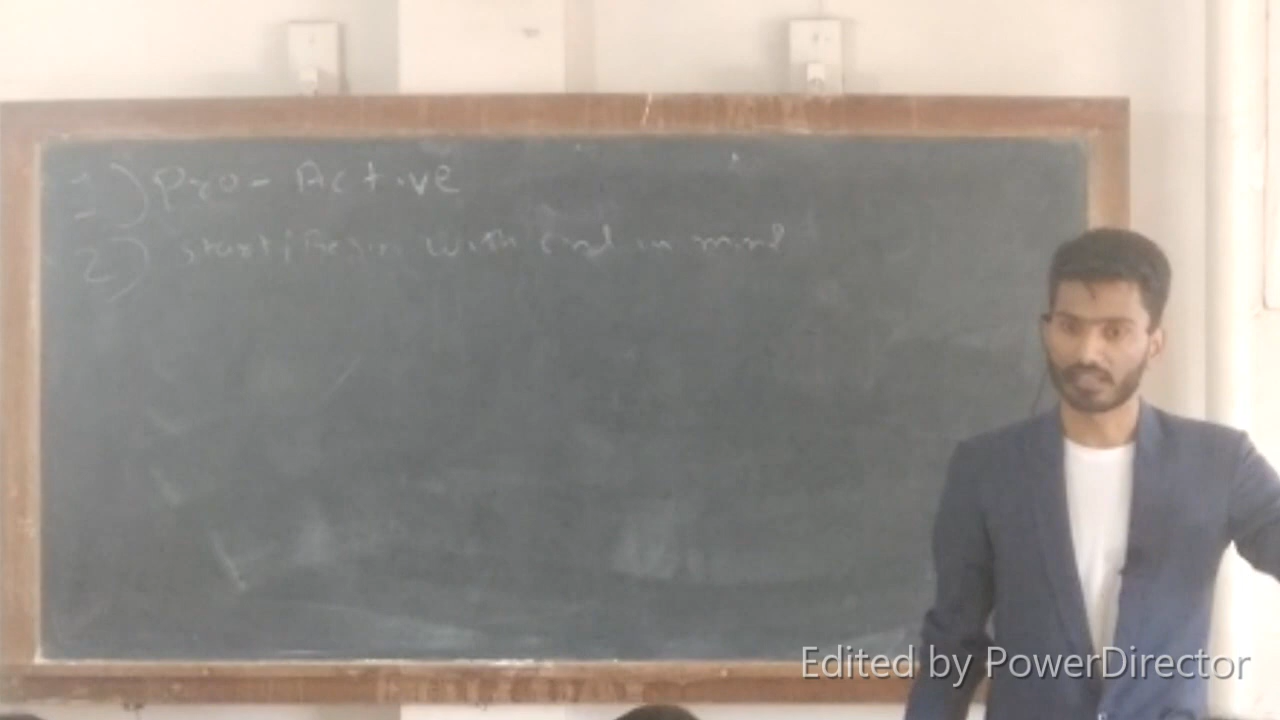 1) Pro-Active
2) start/Begin with End in mind
Edited by PowerDirector